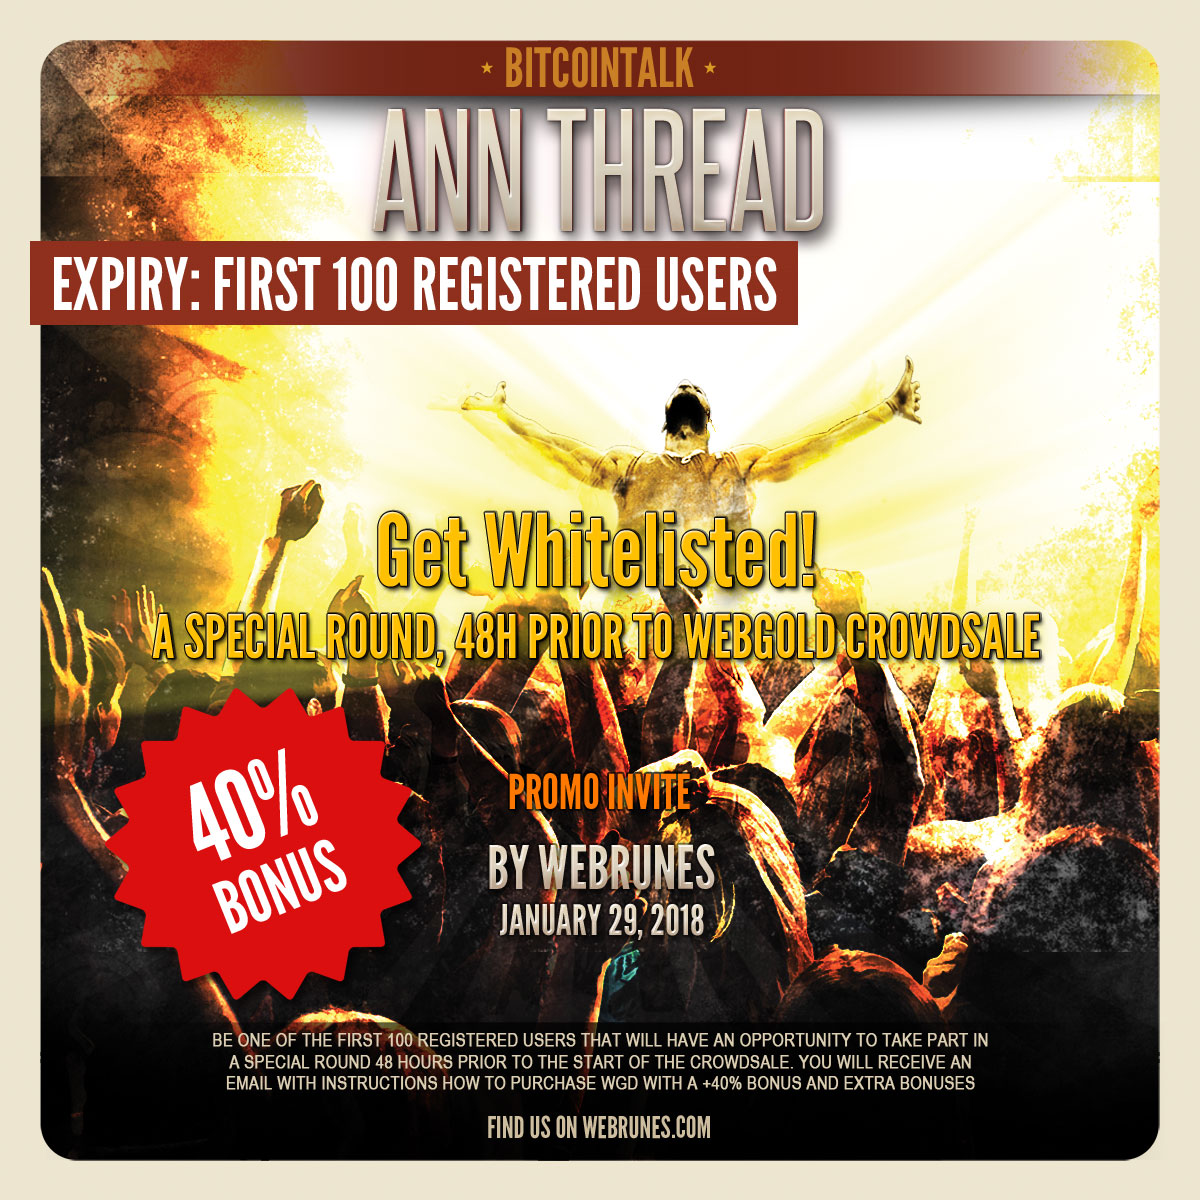 BITCOINTALK
ANN THREAD
EXPIRY: FIRST 100 REGISTERED USERS
Get Whitelisted!
A SPECIAL ROUND, 48H PRIOR TO WEBGOLD CROWDSALE
40%
BONUS
PROMO INVITE
BY WEBRUNES
JANUARY 29, 2018
BE ONE OF THE FIRST 100 REGISTERED USERS THAT WILL HAVE AN OPPORTUNITY TO TAKE PART IN
A SPECIAL ROUND 48 HOURS PRIOR TO THE START OF THE CROWDSALE. YOU WILL RECEIVE AN
EMAIL WITH INSTRUCTIONS HOW TO PURCHASE WGD WITH A +40% BONUS AND EXTRA BONUSES
FIND US ON WEBRUNES.COM